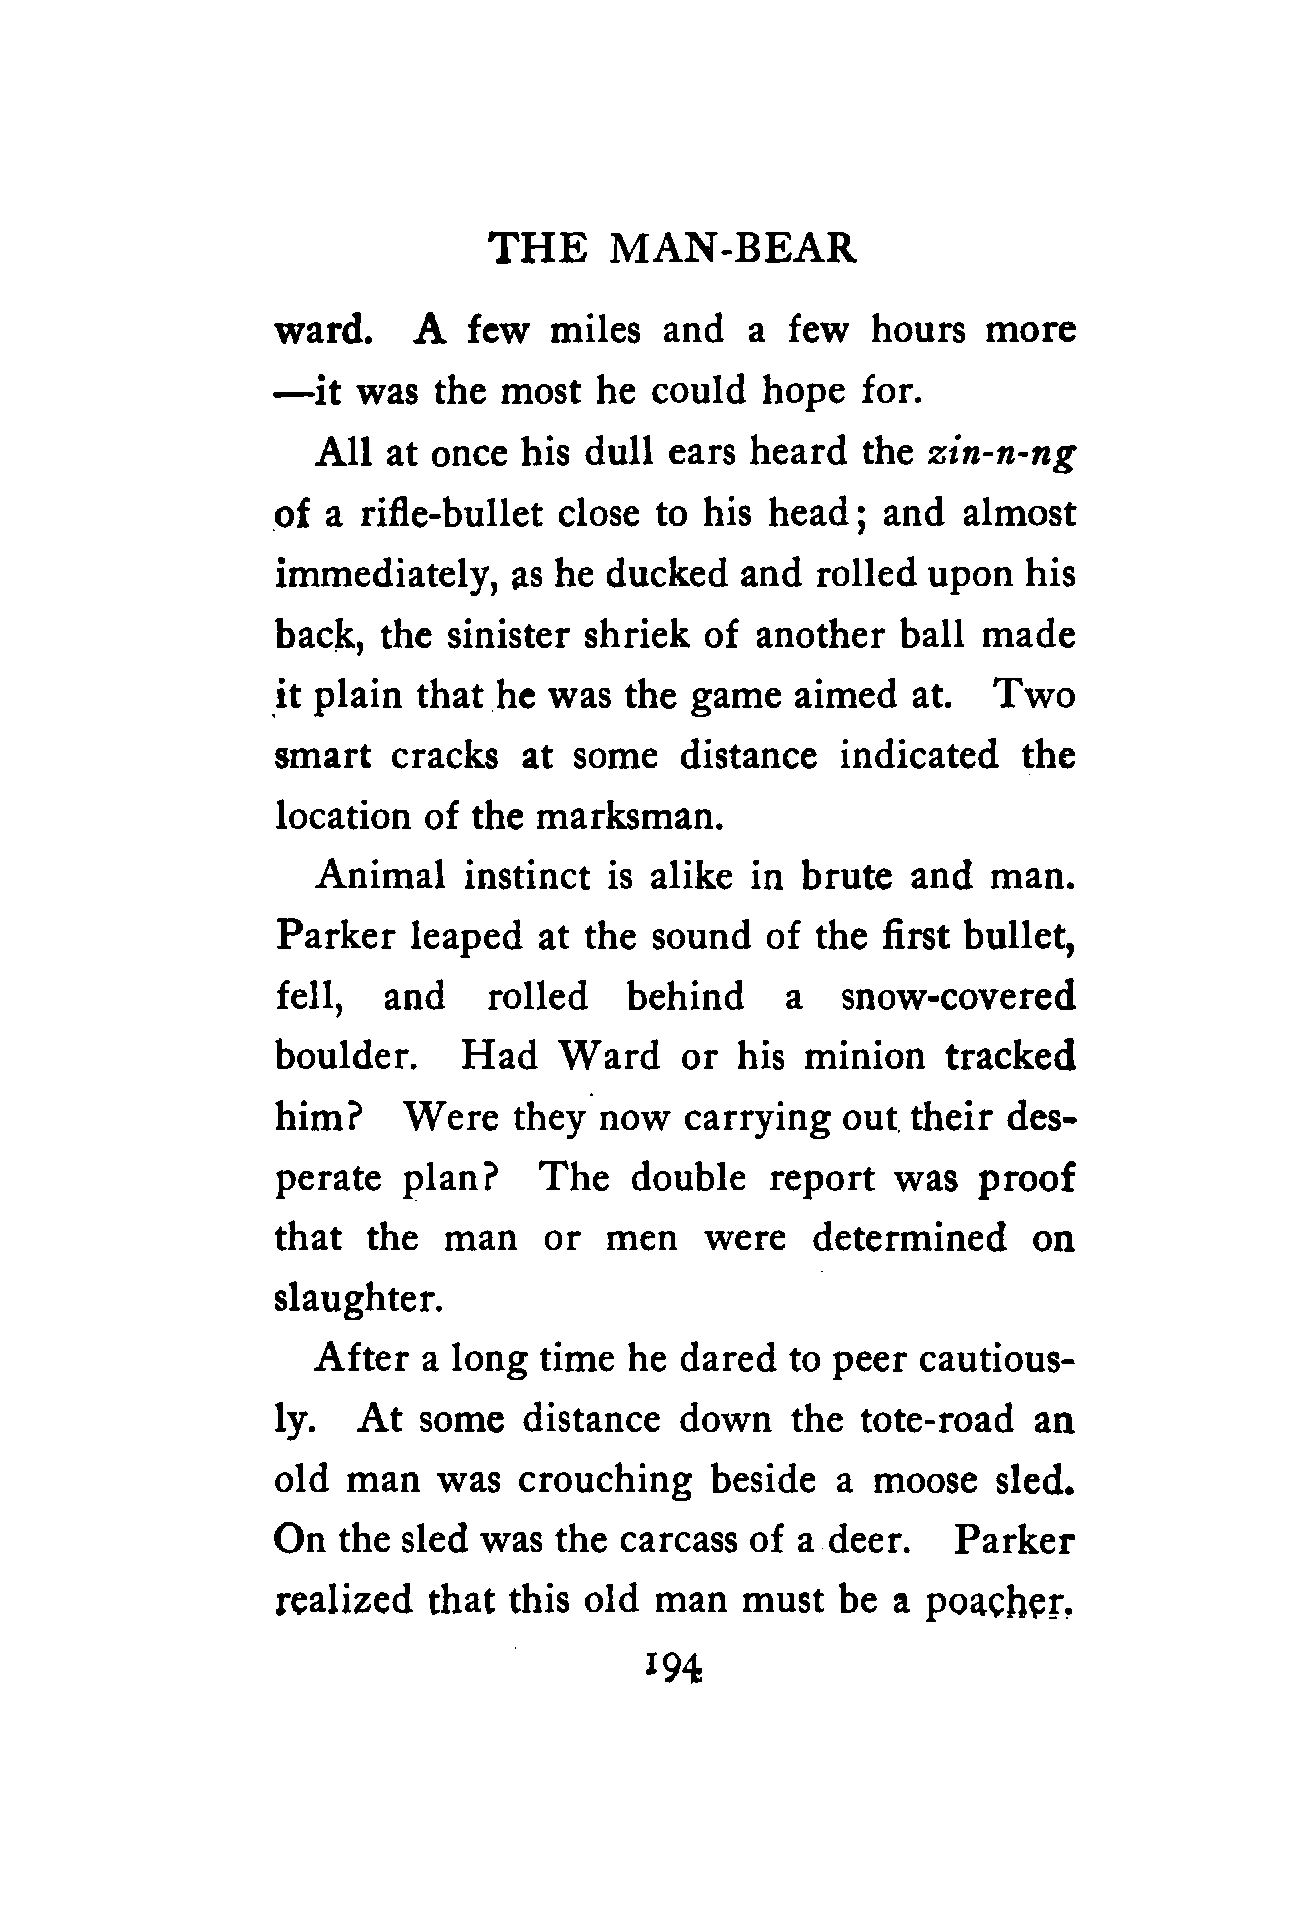 THE MAN-BEAR
ward. A few miles and a few hours more
—it was the most he could hope for.
All at once his dull ears heard the zin-n-ng
of a rifle-bullet close to his head; and almost
immediately, as he ducked and rolled upon his
back, the sinister shriek of another ball made
it plain that he was the game aimed at. Two
smart cracks at some distance indicated the
location of the marksman.
Animal instinct is alike in brute and man.
Parker leaped at the sound of the first bullet,
fell, and rolled behind a snow-covered
boulder. Had Ward or his minion tracked
him? Were they now carrying out their des-
perate plan? The double report was proof
that the man or men were determined on
slaughter.
After a long time he dared to peer cautious-
ly. At some distance down the tote-road an
old man was crouching beside a moose sled.
On the sled was the carcass of a deer. Parker
realized that this old man must be a poacher.
194